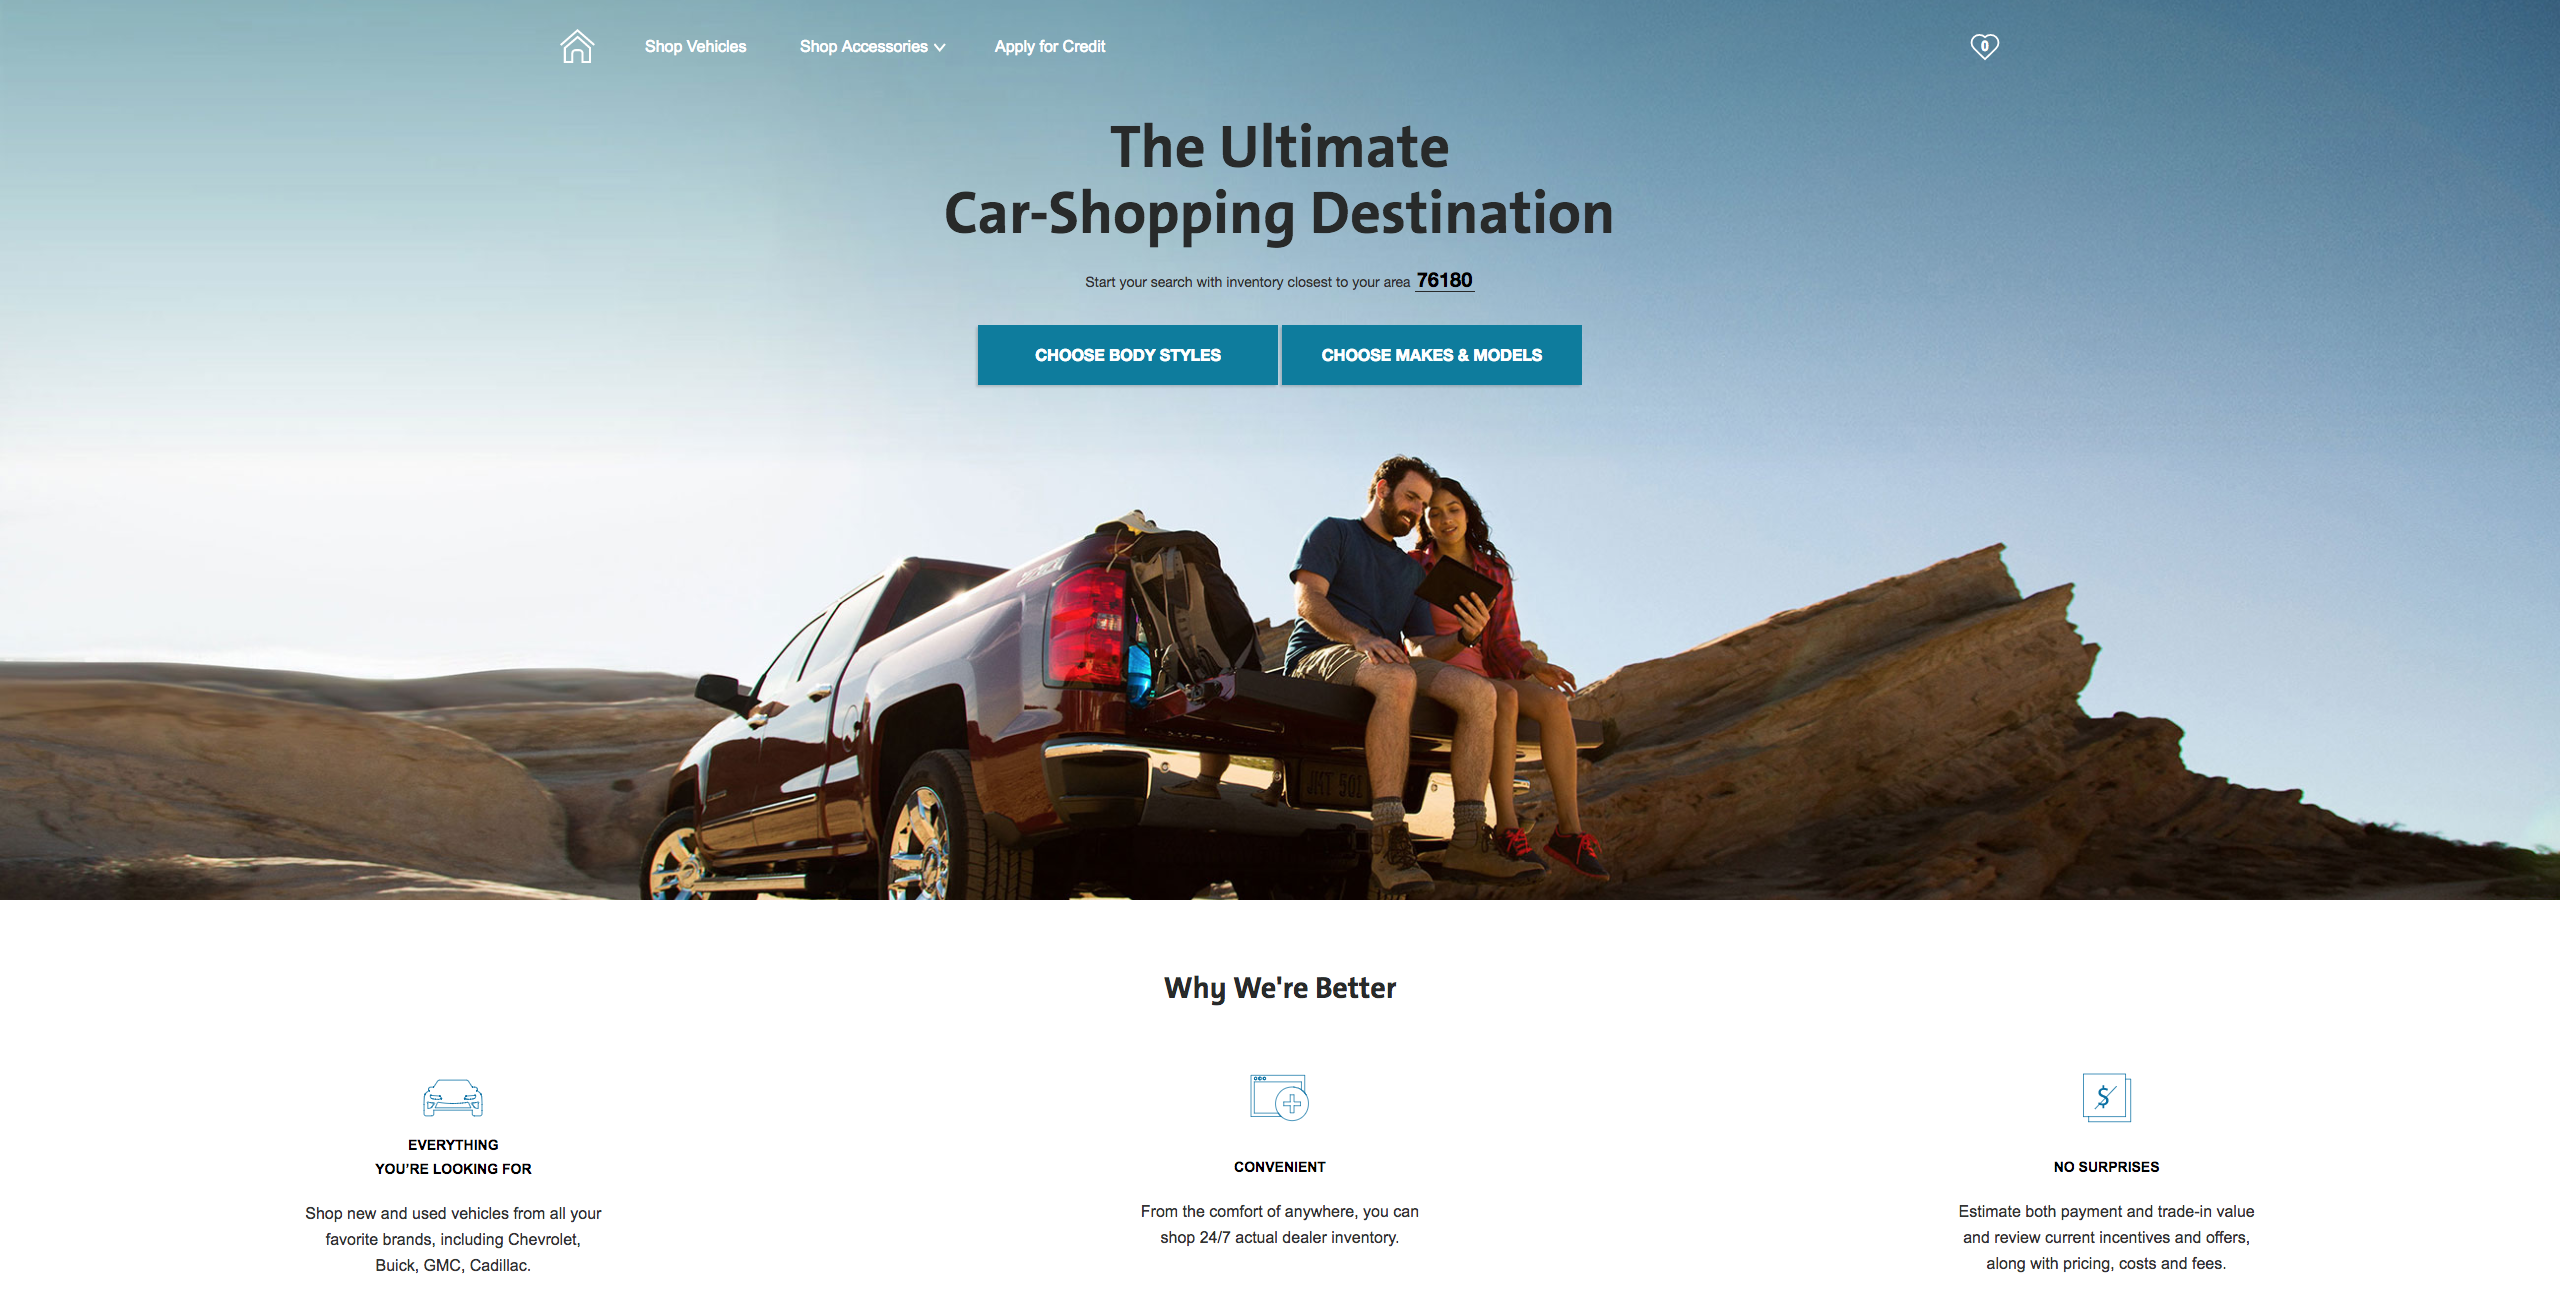 Shop Vehicles
Shop Accessories
Apply for Credit
0
The Ultimate
Car-Shopping Destination
Start your search with inventory closest to your area 76180
CHOOSE BODY STYLES
CHOOSE MAKES & MODELS
JMT 501
Why We're Better
EVERYTHING
YOU'RE LOOKING FOR
Shop new and used vehicles from all your
favorite brands, including Chevrolet,
Buick, GMC, Cadillac.
CONVENIENT
From the comfort of anywhere, you can
shop 24/7 actual dealer inventory.
$
NO SURPRISES
Estimate both payment and trade-in value
and review current incentives and offers,
along with pricing, costs and fees.